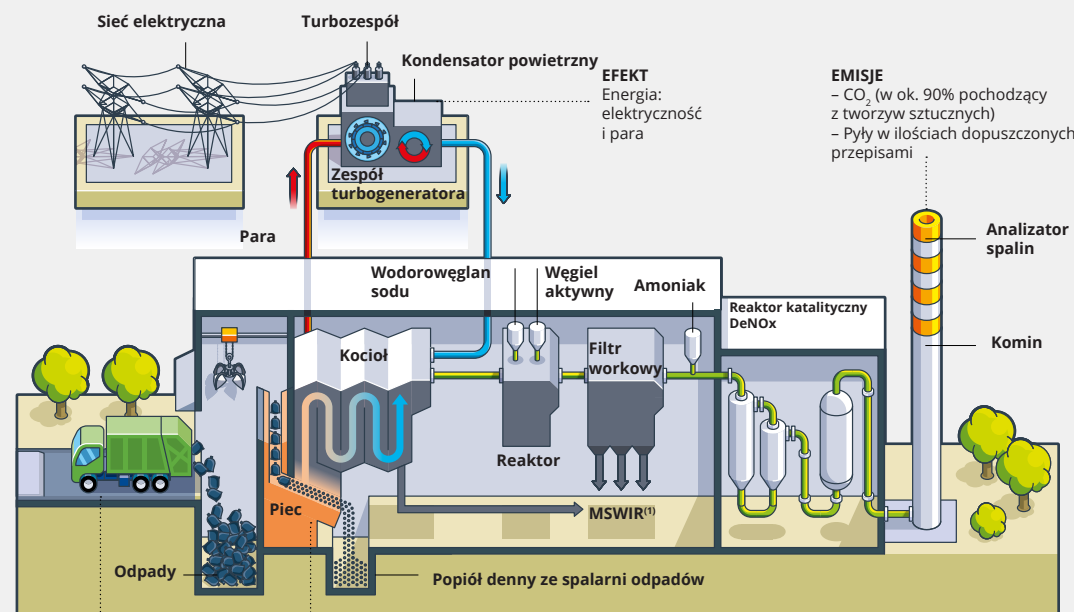 Sieć elektryczna
Turbozespół
Kondensator powietrzny
EFEKT
Energia:
elektryczność
i para
EMISJE
– CO₂ (w ok. 90% pochodzący
z tworzyw sztucznych)
– Pyły w ilościach dopuszczonych
przepisami
Zespół
turbogeneratora
Para
Analizator
spalin
Wodorowęglan
sodu
Węgiel
aktywny
Amoniak
Reaktor katalityczny
DeNOx
Kocioł
Filtr
workowy
Komin
Reaktor
Piec
MSWIR⁽¹⁾
Odpady
Popiół denny ze spalarni odpadów